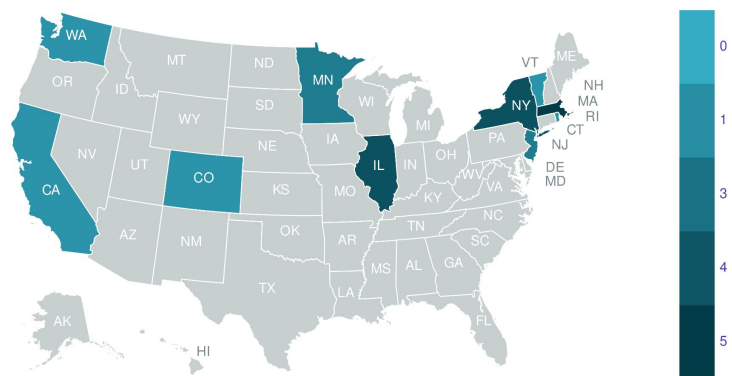 WA
MT
ND
MN
VT
ME
OR
ID
SD
WI
NY
NH
MA
RI
WY
MI
CT
NV
UT
NE
IA
PA
NJ
CA
CO
KS
MO
IL
IN
OH
WV
VA
DE
MD
KY
AZ
NM
OK
AR
TN
NC
SC
TX
LA
MS
AL
GA
FL
AK
HI
0
1
3
4
5